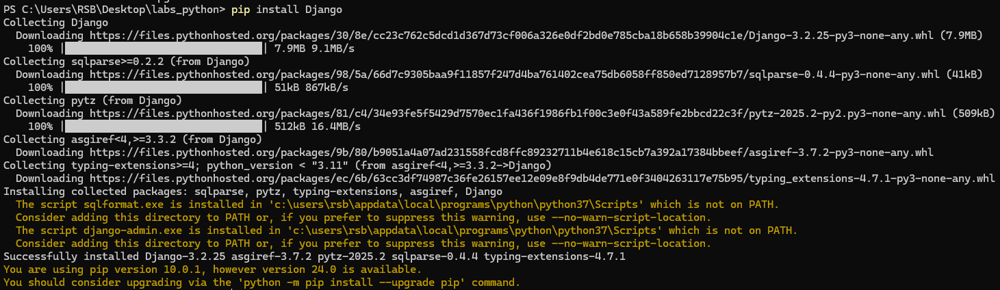 PS C:\Users\RSB\Desktop\labs_python> pip install Django
Collecting Django
  Downloading https://files.pythonhosted.org/packages/30/8e/cc23c762c5dcd1d367d73cf006a326e0df2bd0e785cba18b658b39904c1e/Django-3.2.25-py3-none-any.whl (7.9MB)
    100% |████████████████████████████████| 7.9MB 9.1MB/s
Collecting sqlparse>=0.2.2 (from Django)
  Downloading https://files.pythonhosted.org/packages/98/5a/66d7c9305baa9f11857f247d4ba761402cea75db6058ff850ed7128957b7/sqlparse-0.4.4-py3-none-any.whl (41kB)
    100% |████████████████████████████████| 51kB 867kB/s
Collecting pytz (from Django)
  Downloading https://files.pythonhosted.org/packages/81/c4/34e93fe5f5429d7570ec1fa436f1986fb1f00c3e0f43a589fe2bbcd22c3f/pytz-2025.2-py2.py3-none-any.whl (509kB)
    100% |████████████████████████████████| 512kB 16.4MB/s
Collecting asgiref<4,>=3.3.2 (from Django)
  Downloading https://files.pythonhosted.org/packages/9b/80/b9051a4a07ad231558fcd8ffc89232711b4e618c15cb7a392a17384bbeef/asgiref-3.7.2-py3-none-any.whl
Collecting typing-extensions>=4; python_version < "3.11" (from asgiref<4,>=3.3.2->Django)
  Downloading https://files.pythonhosted.org/packages/ec/6b/63cc3df74987c36fe26157ee12e09e8f9db4de771e0f3404263117e75b95/typing_extensions-4.7.1-py3-none-any.whl
Installing collected packages: sqlparse, pytz, typing-extensions, asgiref, Django
  The script sqlformat.exe is installed in 'c:\users\rsb\appdata\local\programs\python\python37\Scripts' which is not on PATH.
  Consider adding this directory to PATH or, if you prefer to suppress this warning, use --no-warn-script-location.
  The script django-admin.exe is installed in 'c:\users\rsb\appdata\local\programs\python\python37\Scripts' which is not on PATH.
  Consider adding this directory to PATH or, if you prefer to suppress this warning, use --no-warn-script-location.
Successfully installed Django-3.2.25 asgiref-3.7.2 pytz-2025.2 sqlparse-0.4.4 typing-extensions-4.7.1
You are using pip version 10.0.1, however version 24.0 is available.
You should consider upgrading via the 'python -m pip install --upgrade pip' command.